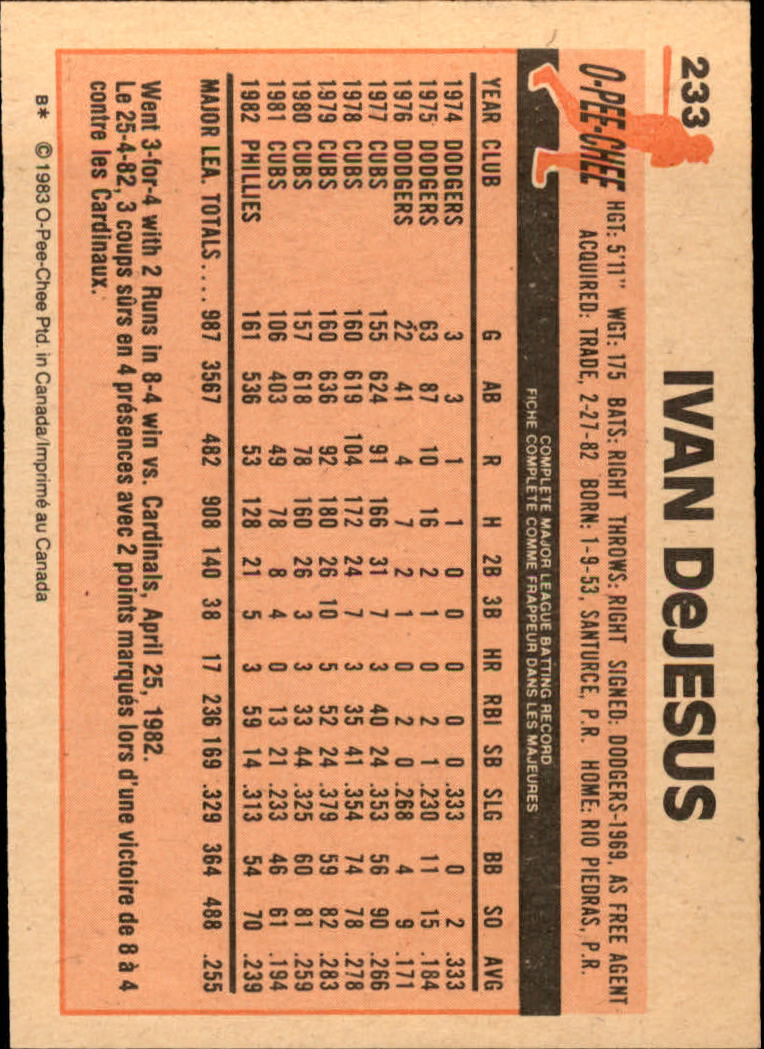 233
IVAN DeJESUS
O-PEE-CHEE
HGT: 5'11" WGT: 175 BATS: RIGHT THROWS: RIGHT SIGNED: DODGERS-1969, AS FREE AGENT
ACQUIRED: TRADE, 2-27-82 BORN: 1-9-53, SANTURCE, P.R. HOME: RIO PIEDRAS, P.R.
COMPLETE MAJOR LEAGUE BATTING RECORD
FICHE COMPLETE COMME FRAPPEUR DANS LES MAJEURES
YEAR CLUB G AB R H 2B 3B HR RBI SB SLG BB SO AVG
1974 DODGERS 3 3 1 1 0 0 0 0 0 .333 0 2 .333
1975 DODGERS 63 87 10 16 2 1 0 2 1 .230 11 15 .184
1976 DODGERS 22 41 4 7 2 1 0 2 0 .268 4 9 .171
1977 CUBS 155 624 91 166 31 7 3 40 24 .353 56 90 .266
1978 CUBS 160 619 104 172 24 7 3 35 41 .354 74 78 .278
1979 CUBS 160 636 92 180 26 10 5 52 24 .379 59 82 .283
1980 CUBS 157 618 78 160 26 3 3 33 44 .325 60 81 .259
1981 CUBS 106 403 49 78 8 4 0 13 21 .233 46 61 .194
1982 PHILLIES 161 536 53 128 21 5 3 59 14 .313 54 70 .239
MAJOR LEA. TOTALS.... 987 3567 482 908 140 38 17 236 169 .329 364 488 .255
Went 3-for-4 with 2 Runs in 8-4 win vs. Cardinals, April 25, 1982.
Le 25-4-82, 3 coups sûrs en 4 présences avec 2 points marqués lors d'une victoire de 8 à 4
contre les Cardinaux.
B* © 1983 O-Pee-Chee Ptd. in Canada/Imprimé au Canada